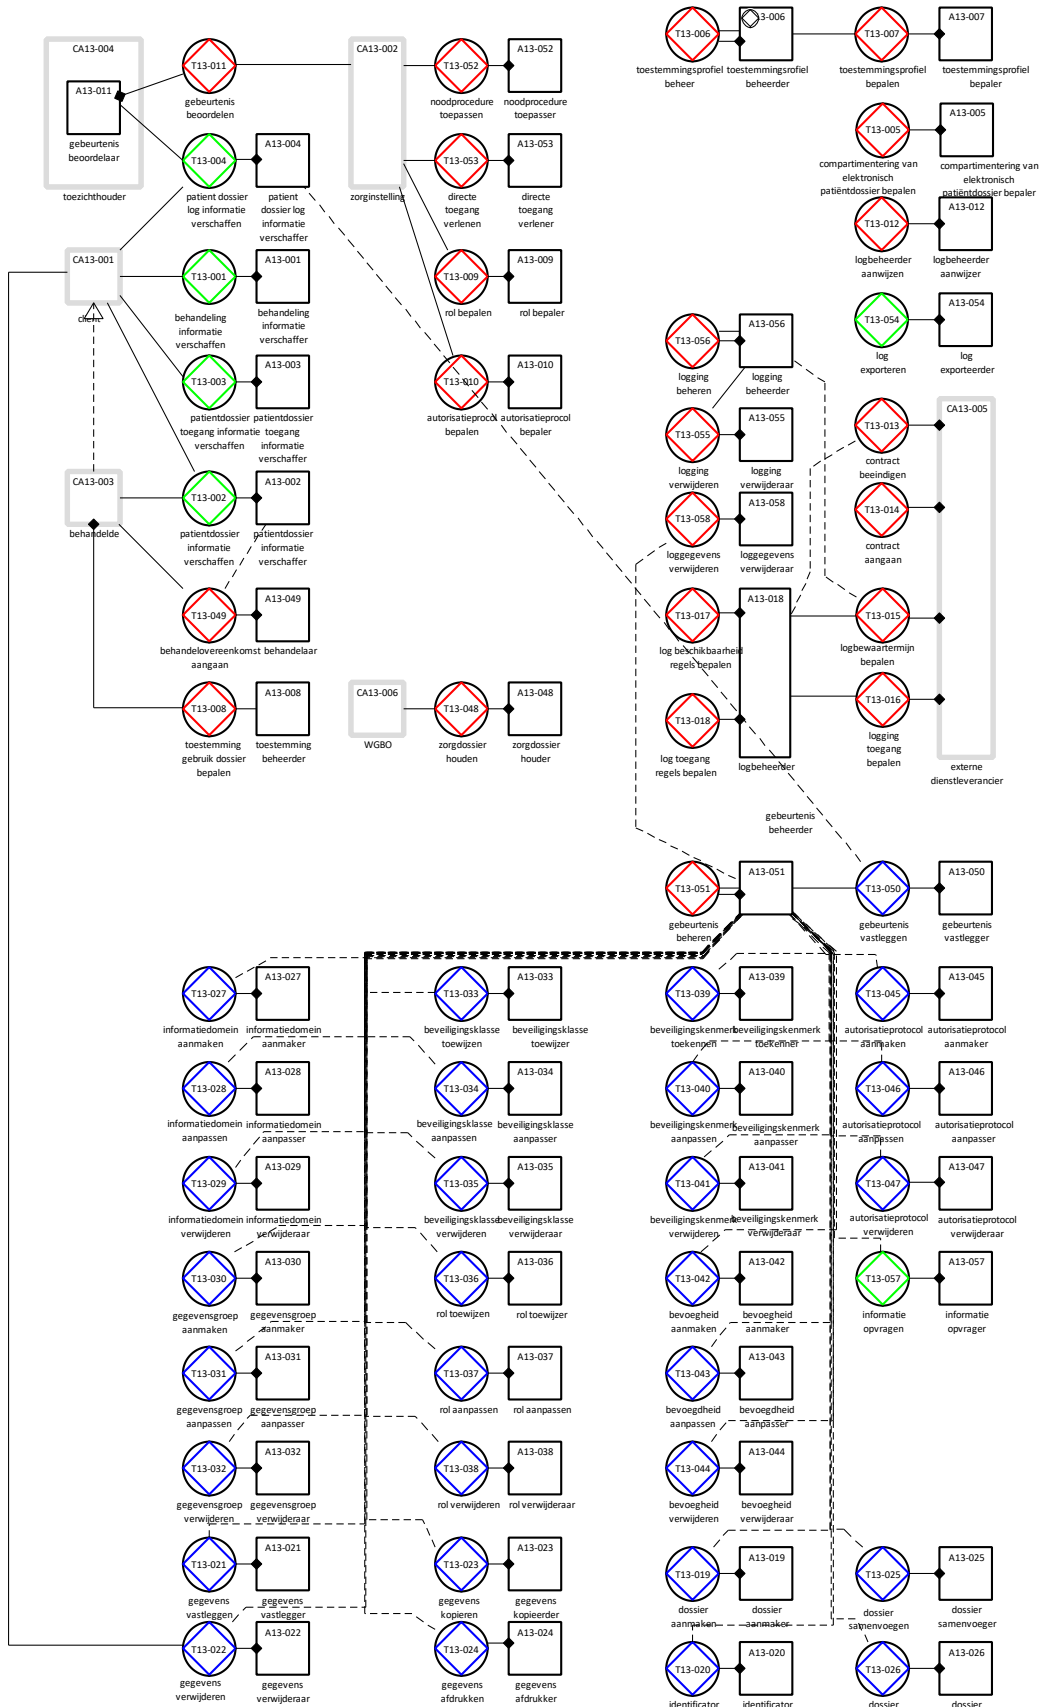 CA13-004
A13-011
gebeurtenis
beoordelaar
toezichthouder
T13-011
gebeurtenis
beoordelen
T13-004
patient dossier
log informatie
verschaffen
A13-004
patient
dossier log
informatie
verschaffer
CA13-002
zorginstelling
T13-052
noodprocedure
toepassen
A13-052
noodprocedure
toepasser
T13-053
directe
toegang
verlenen
A13-053
directe
toegang
verlener
T13-009
rol bepalen
A13-009
rol bepaler
T13-010
autorisatieprocol
bepalen
A13-010
autorisatieprocol
bepaler
CA13-001
client
T13-001
behandeling
informatie
verschaffen
A13-001
behandeling
informatie
verschaffer
T13-003
patientdossier
toegang informatie
verschaffen
A13-003
patientdossier
toegang
informatie
verschaffer
CA13-003
behandelde
T13-002
patientdossier
informatie
verschaffen
A13-002
patientdossier
informatie
verschaffer
T13-049
behandelovereenkomst
aangaan
A13-049
behandelaar
T13-008
toestemming
gebruik dossier
bepalen
A13-008
toestemming
beheerder
CA13-006
WGBO
T13-048
zorgdossier
houden
A13-048
zorgdossier
houder
T13-006
toestemmingsprofiel
beheer
3-006
toestemmingsrofiel
beheerder
T13-007
toestemmingsprofiel
bepalen
A13-007
toestemmingsprofiel
bepaler
T13-005
compartimentering van
elektronisch
patiëntdossier bepalen
A13-005
compartimentering van
elektronisch
patiëntdossier bepaler
T13-012
logbeheerder
aanwijzen
A13-012
logbeheerder
aanwijzer
T13-054
log
exporteren
A13-054
log
exporteerder
T13-056
logging
beheren
A13-056
logging
beheerder
T13-055
logging
verwijderen
A13-055
logging
verwijderaar
T13-058
loggegevens
verwijderen
A13-058
loggegevens
verwijderaar
T13-017
log beschikbaarheid
regels bepalen
T13-018
log toegang
regels bepalen
A13-018
logbeheerder
T13-013
contract
beeindigen
T13-014
contract
aangaan
T13-015
logbewaartermijn
bepalen
T13-016
logging
toegang
bepalen
CA13-005
externe
dienstleverancier
gebeurtenis
beheerder
T13-051
gebeurtenis
beheren
A13-051
T13-050
gebeurtenis
vastleggen
A13-050
gebeurtenis
vastlegger
T13-027
informatiedomein
aanmaken
A13-027
informatiedomein
aanmaker
T13-033
beveiligingsklasse
toewijzen
A13-033
beveiligingsklasse
toewijzer
T13-039
beveiligingskenmerk
toekennen
A13-039
beveiligingskenmerk
toekenner
T13-045
autorisatieprotocol
aanmaken
A13-045
autorisatieprotocol
aanmaker
T13-028
informatiedomein
aanpassen
A13-028
informatiedomein
aanpasser
T13-034
beveiligingsklasse
aanpassen
A13-034
beveiligingsklasse
aanpasser
T13-040
beveiligingskenmerk
aanpassen
A13-040
beveiligingskenmerk
aanpasser
T13-046
autorisatieprotocol
aanpassen
A13-046
autorisatieprotocol
aanpasser
T13-029
informatiedomein
verwijderen
A13-029
informatiedomein
verwijderaar
T13-035
beveiligingsklasse
verwijderen
A13-035
beveiligingsklasse
verwijderaar
T13-041
beveiligingskenmerk
verwijderen
A13-041
beveiligingskenmerk
verwijderaar
T13-047
autorisatieprotocol
verwijderen
A13-047
autorisatieprotocol
verwijderaar
T13-030
gegevensgroep
aanmaken
A13-030
gegevensgroep
aanmaker
T13-036
rol toewijzen
A13-036
rol toewijzer
T13-042
bevoegheid
aanmaken
A13-042
bevoegheid
aanmaker
T13-057
informatie
opvragen
A13-057
informatie
opvrager
T13-031
gegevensgroep
aanpassen
A13-031
gegevensgroep
aanpasser
T13-037
rol aanpassen
A13-037
rol aanpassen
T13-043
bevoegdheid
aanpassen
A13-043
bevoegdheid
aanpasser
T13-032
gegevensgroep
verwijderen
A13-032
gegevensgroep
verwijderaar
T13-038
rol verwijderen
A13-038
rol verwijderaar
T13-044
bevoegheid
verwijderen
A13-044
bevoegheid
verwijderaar
T13-021
gegevens
vastleggen
A13-021
gegevens
vastlegger
T13-023
gegevens
kopieren
A13-023
gegevens
kopieerder
T13-019
dossier
aanmaken
A13-019
dossier
aanmaker
T13-025
dossier
samenvoegen
A13-025
dossier
samenvoeger
T13-022
gegevens
verwijderen
A13-022
gegevens
verwijderaar
T13-024
gegevens
afdrukken
A13-024
gegevens
afdrukker
T13-020
identificator
A13-020
identificator
T13-026
dossier
A13-026
dossier